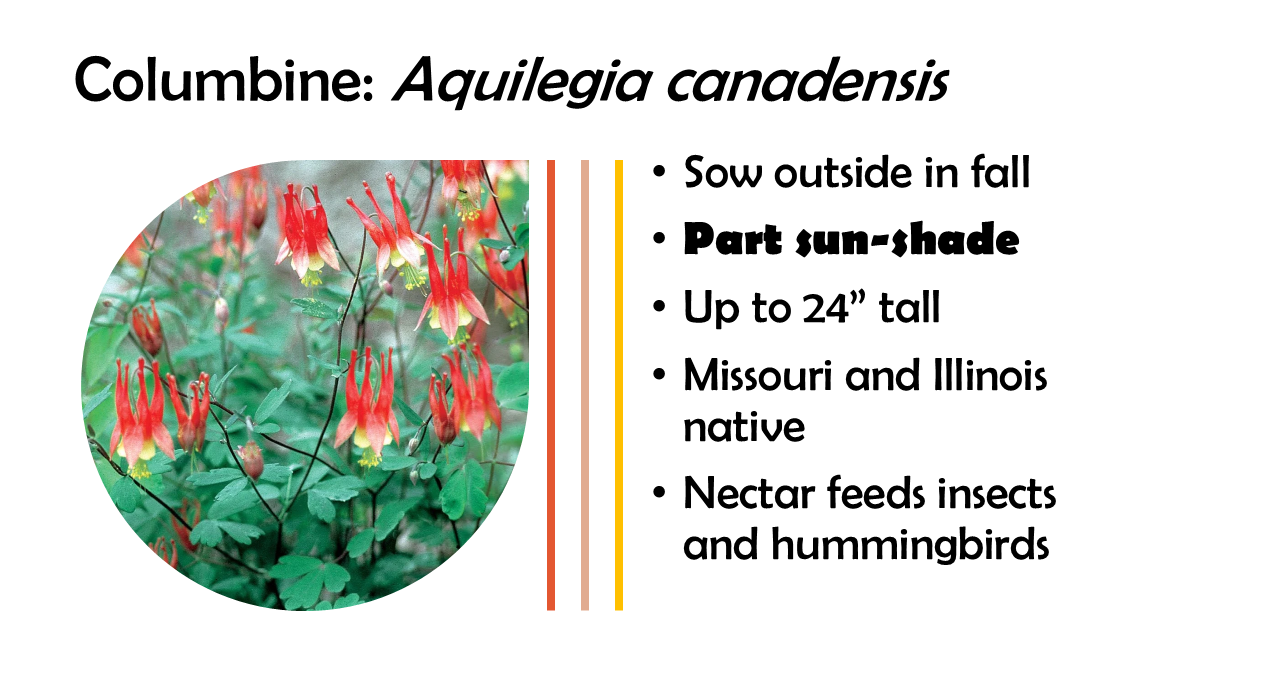 Columbine: Aquilegia canadensis
• Sow outside in fall
• Part sun-shade
• Up to 24” tall
• Missouri and Illinois
native
• Nectar feeds insects
and hummingbirds